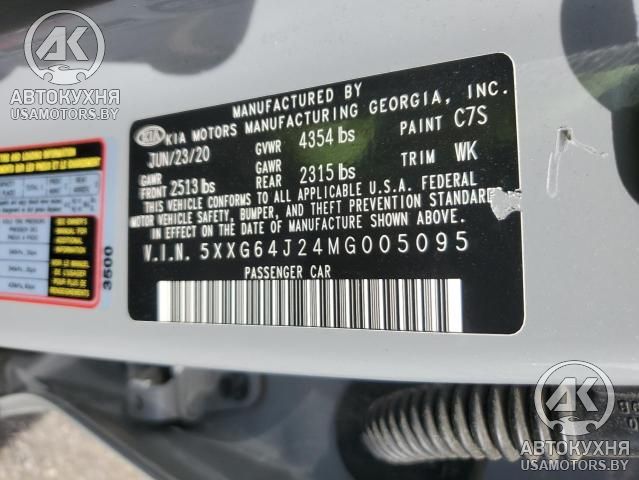 AK
АВТОКУХНЯ
USAMOTORS.BY
KIA
MANUFACTURED BY
KIA MOTORS MANUFACTURING GEORGIA, INC.
JUN/23/20 GVWR 4354 lbs PAINT C7S
GAWR FRONT 2513 lbs GAWR REAR 2315 lbs TRIM WK
THIS VEHICLE CONFORMS TO ALL APPLICABLE U.S.A. FEDERAL
MOTOR VEHICLE SAFETY, BUMPER, AND THEFT PREVENTION STANDARDS
IN EFFECT ON THE DATE OF MANUFACTURE SHOWN ABOVE.
V.I.N. 5XXG64J24MG005095
PASSENGER CAR
3500
AK
АВТОКУХНЯ
USAMOTORS.BY